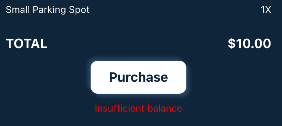 Small Parking Spot 1X
TOTAL $10.00
Purchase
Insufficient balance